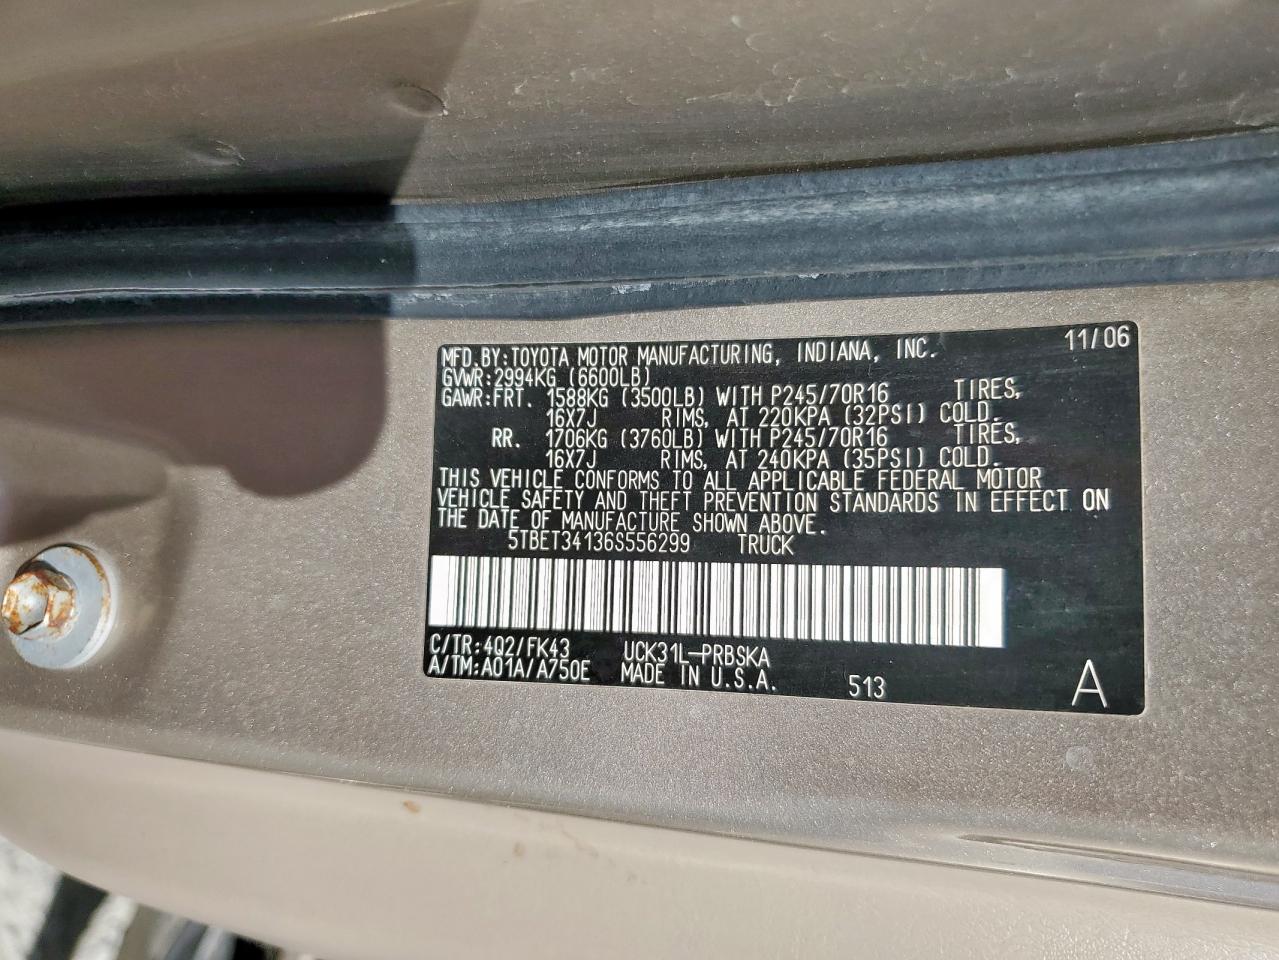 MFD. BY: TOYOTA MOTOR MANUFACTURING, INDIANA, INC. 11/06
GVWR: 2994KG (6600LB)
GAWR: FRT. 1588KG (3500LB) WITH P245/70R16 TIRES,
16X7J RIMS, AT 220KPA (32PSI) COLD.
RR. 1706KG (3760LB) WITH P245/70R16 TIRES,
16X7J RIMS, AT 240KPA (35PSI) COLD.
THIS VEHICLE CONFORMS TO ALL APPLICABLE FEDERAL MOTOR
VEHICLE SAFETY AND THEFT PREVENTION STANDARDS IN EFFECT ON
THE DATE OF MANUFACTURE SHOWN ABOVE.
5TBET34136S556299 TRUCK
C/TR: 4Q2/FK43 UCK31L-PRBSKA
A/TM: A01A/A750E MADE IN U.S.A. 513 A